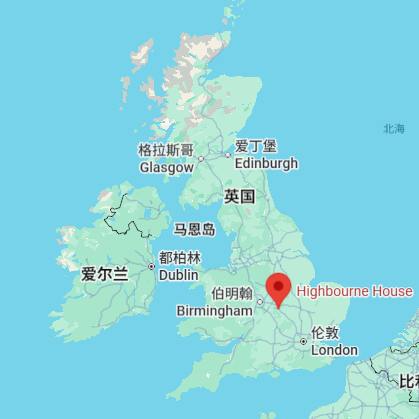 北海
格拉斯哥
Glasgow
爱丁堡
Edinburgh
英国
马恩岛
都柏林
Dublin
爱尔兰
伯明翰
Birmingham
Highbourne House
伦敦
London
比利